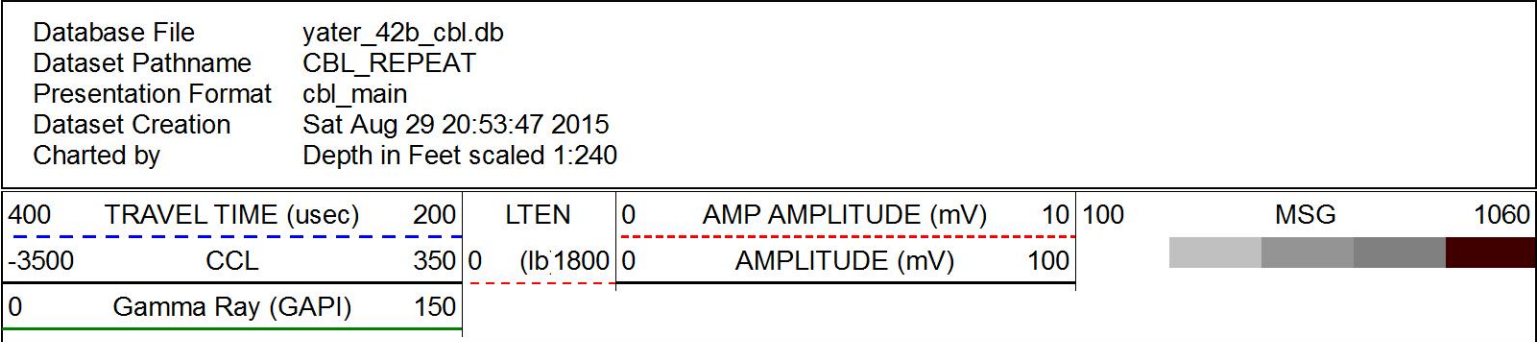 Database File yater_42b_cbl.db
Dataset Pathname CBL_REPEAT
Presentation Format cbl_main
Dataset Creation Sat Aug 29 20:53:47 2015
Charted by Depth in Feet scaled 1:240
400 TRAVEL TIME (usec) 200 LTEN 0 AMP AMPLITUDE (mV) 10 100 MSG 1060
-3500 CCL 350 0 (lb 1800 0 AMPLITUDE (mV) 100
0 Gamma Ray (GAPI) 150